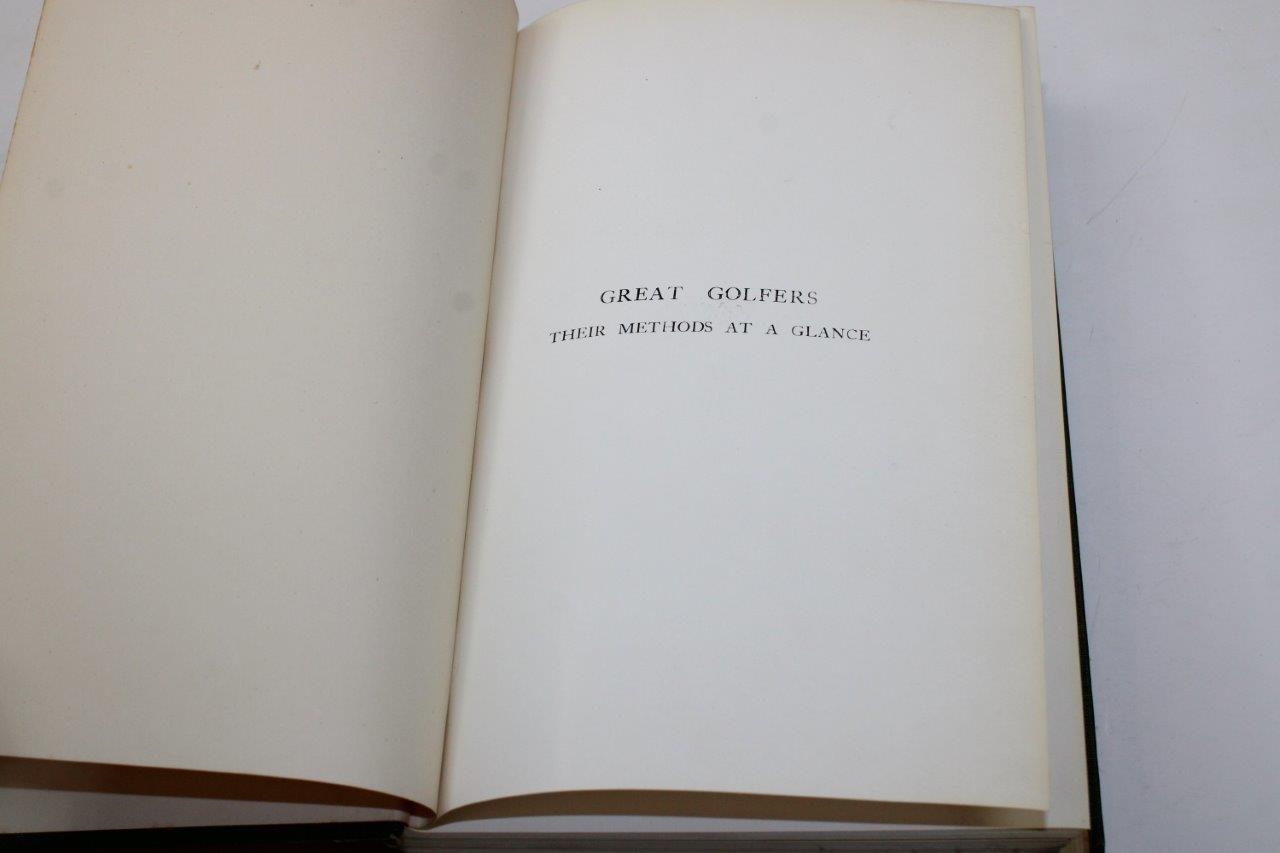 GREAT GOLFERS
THEIR METHODS AT A GLANCE